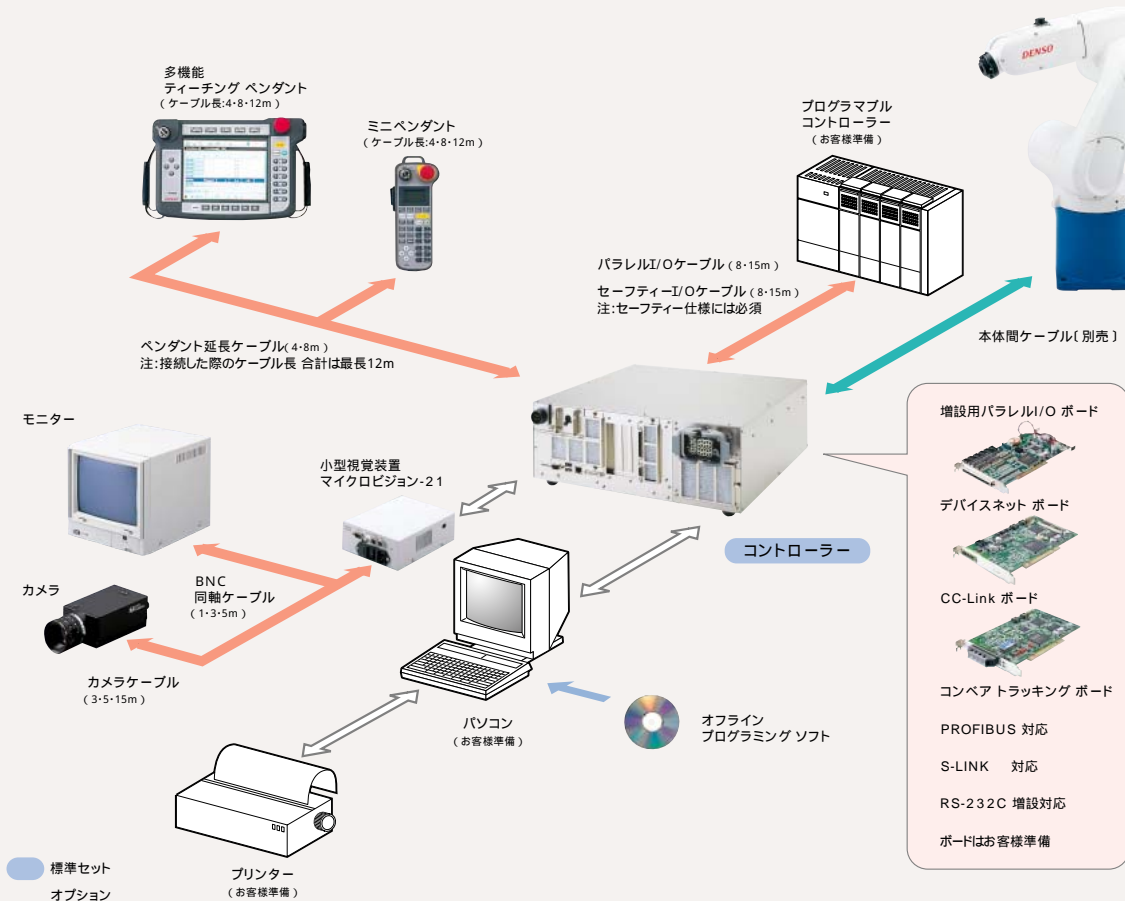 多機能
ティーチング ペンダント
(ケーブル長:4・8・12m)
ミニペンダント
(ケーブル長:4・8・12m)
プログラマブル
コントローラー
(お客様準備)
DENSO
パラレルI/Oケーブル(8・15m)
セーフティーI/Oケーブル(8・15m)
注:セーフティー仕様には必須
本体間ケーブル〔別売〕
ペンダント延長ケーブル(4・8m)
注:接続した際のケーブル長 合計は最長12m
モニター
小型視覚装置
マイクロビジョン-21
コントローラー
カメラ
BNC
同軸ケーブル
(1・3・5m)
カメラケーブル
(3・5・15m)
パソコン
(お客様準備)
オフライン
プログラミング ソフト
プリンター
(お客様準備)
増設用パラレルI/O ボード
デバイスネット ボード
CC-Link ボード
コンベア トラッキング ボード
PROFIBUS 対応
S-LINK 対応
RS-232C 増設対応
ボードはお客様準備
標準セット
オプション